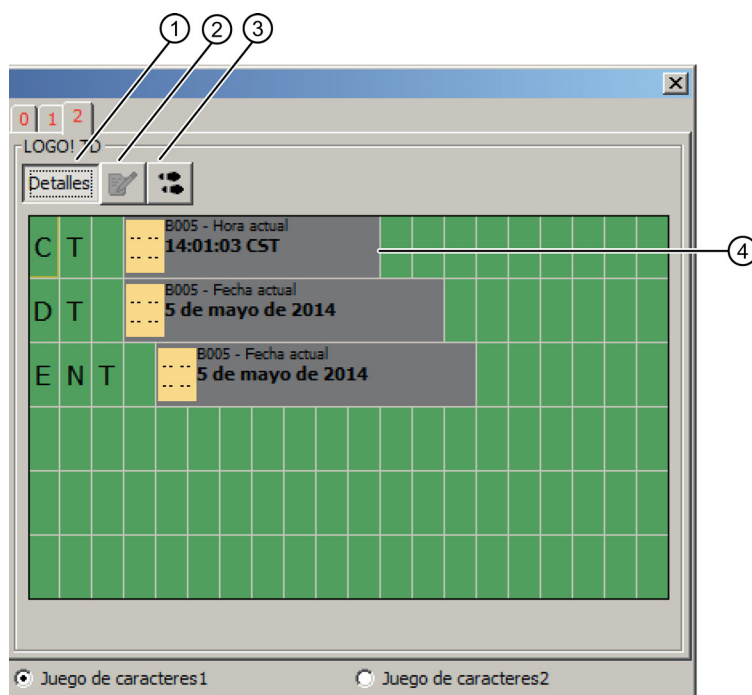 1 2 3
0 1 2
LOGO! TD
Detalles
B005 - Hora actual
C T 14:01:03 CST
4
B005 - Fecha actual
D T 5 de mayo de 2014
B005 - Fecha actual
E N T 5 de mayo de 2014
Juego de caracteres1 Juego de caracteres2